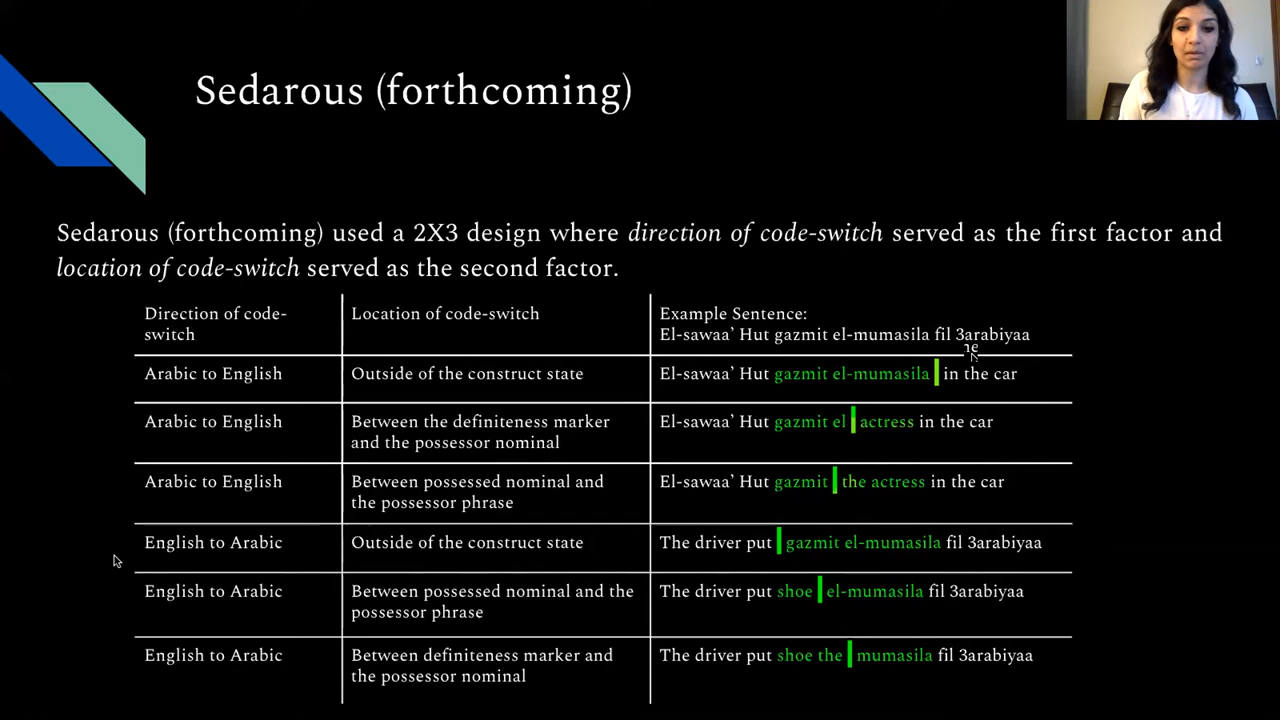 Sedarous (forthcoming)
Sedarous (forthcoming) used a 2X3 design where direction of code-switch served as the first factor and
location of code-switch served as the second factor.
Direction of code-
switch
Location of code-switch
Example Sentence:
El-sawaa’ Hut gazmit el-mumasila fil 3arabiyaa
ne
Arabic to English
Outside of the construct state
El-sawaa’ Hut gazmit el-mumasila in the car
Arabic to English
Between the definiteness marker
and the possessor nominal
El-sawaa’ Hut gazmit el actress in the car
Arabic to English
Between possessed nominal and
the possessor phrase
El-sawaa’ Hut gazmit the actress in the car
English to Arabic
Outside of the construct state
The driver put gazmit el-mumasila fil 3arabiyaa
English to Arabic
Between possessed nominal and the
possessor phrase
The driver put shoe el-mumasila fil 3arabiyaa
English to Arabic
Between definiteness marker and
the possessor nominal
The driver put shoe the mumasila fil 3arabiyaa